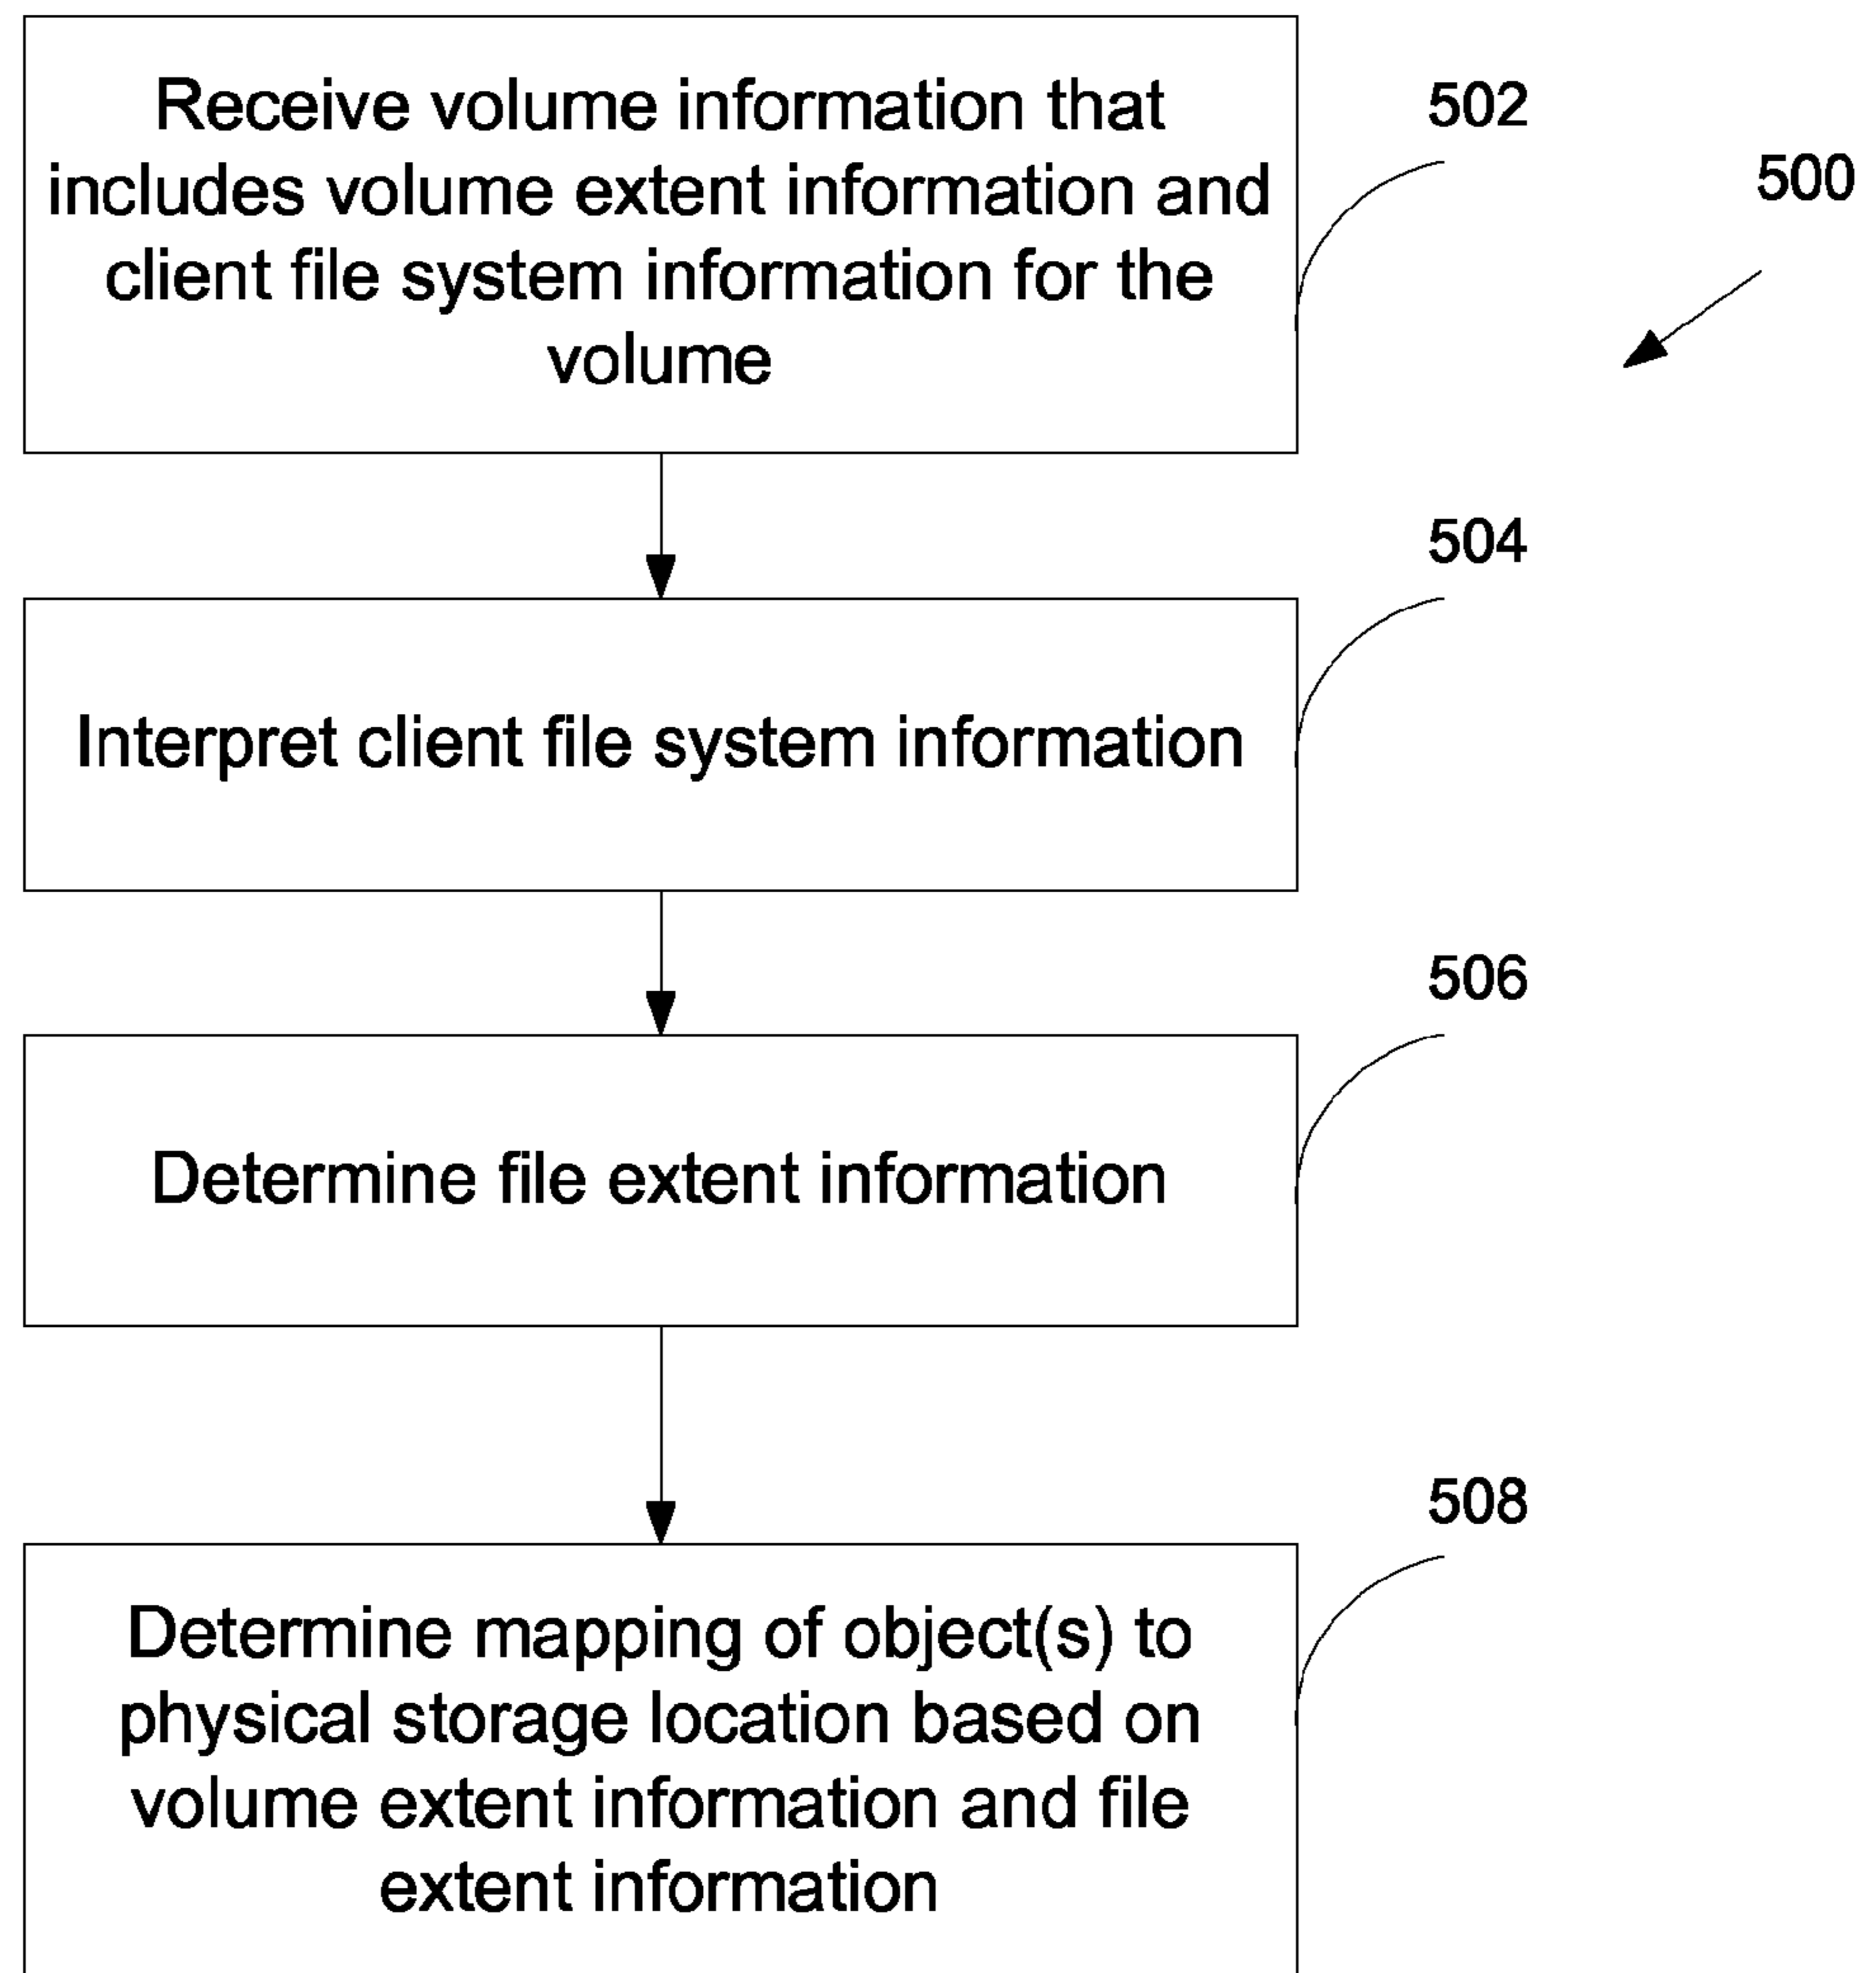 Receive volume information that
includes volume extent information and
client file system information for the
volume
502
500
504
Interpret client file system information
506
Determine file extent information
508
Determine mapping of object(s) to
physical storage location based on
volume extent information and file
extent information